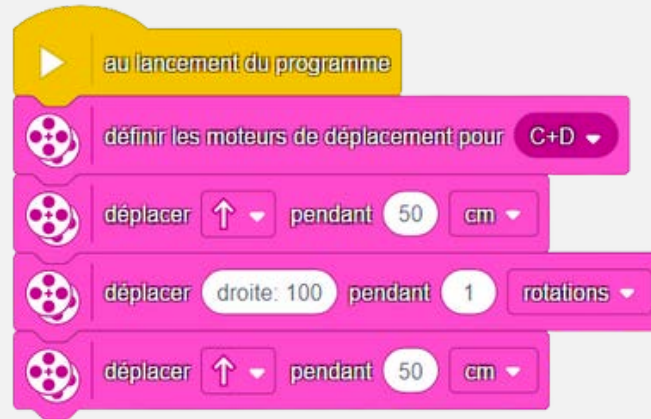 au lancement du programme
définir les moteurs de déplacement pour C+D
déplacer ↑ pendant 50 cm
déplacer droite: 100 pendant 1 rotations
déplacer ↑ pendant 50 cm